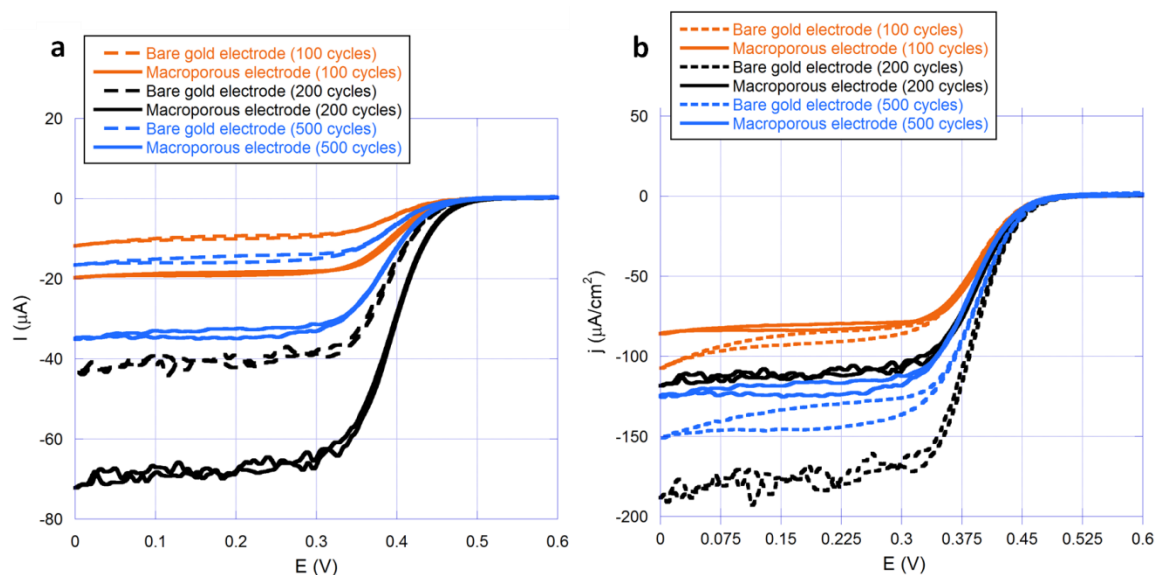 a
Bare gold electrode (100 cycles)
Macroporous electrode (100 cycles)
Bare gold electrode (200 cycles)
Macroporous electrode (200 cycles)
Bare gold electrode (500 cycles)
Macroporous electrode (500 cycles)
20
0
-20
-40
-60
-80
I (µA)
0 0.1 0.2 0.3 0.4 0.5 0.6
E (V)
b
Bare gold electrode (100 cycles)
Macroporous electrode (100 cycles)
Bare gold electrode (200 cycles)
Macroporous electrode (200 cycles)
Bare gold electrode (500 cycles)
Macroporous electrode (500 cycles)
50
0
-50
-100
-150
-200
j (µA/cm²)
0 0.075 0.15 0.225 0.3 0.375 0.45 0.525 0.6
E (V)